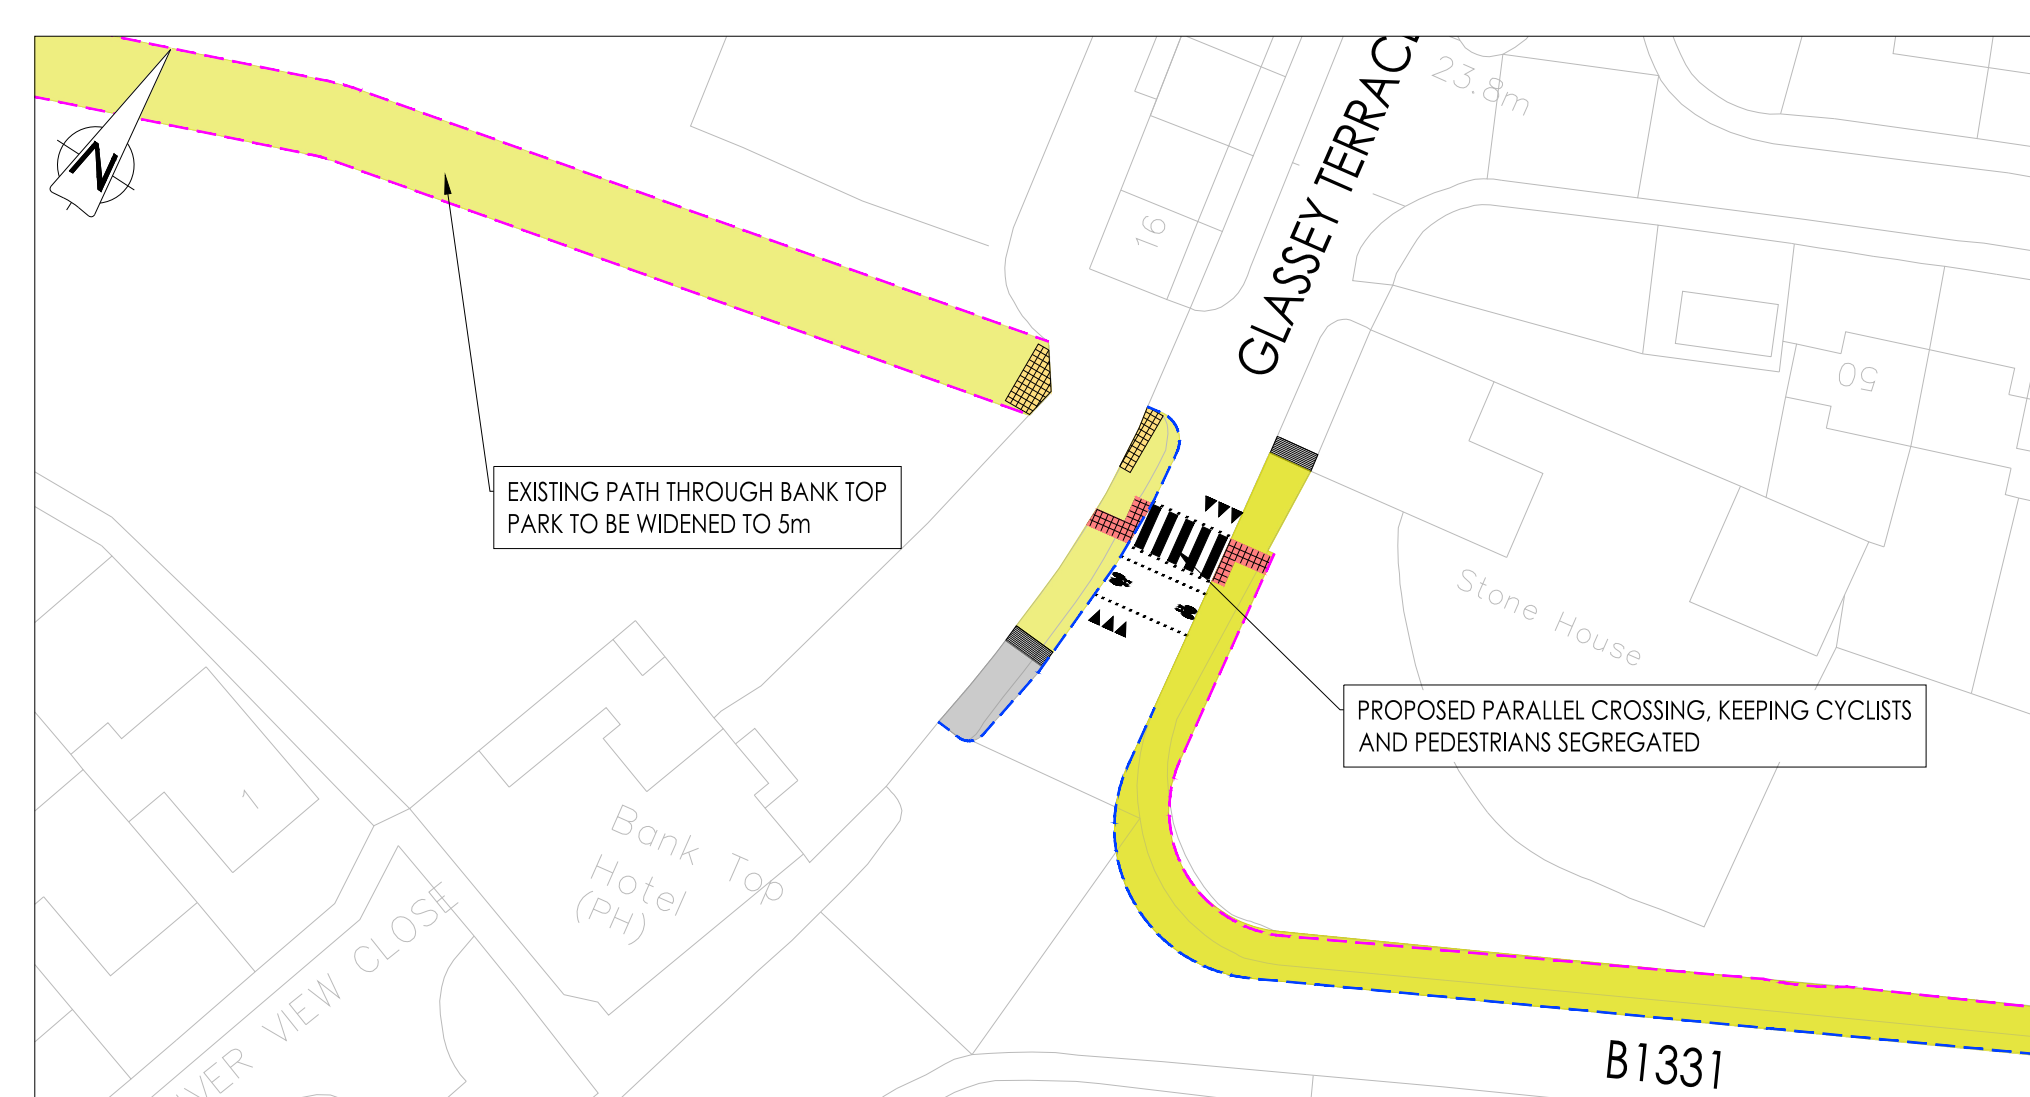 N
GLASSEY TERRACE
23.8m
16
50
EXISTING PATH THROUGH BANK TOP
PARK TO BE WIDENED TO 5m
Stone House
PROPOSED PARALLEL CROSSING, KEEPING CYCLISTS
AND PEDESTRIANS SEGREGATED
1
Bank Top
Hotel
(PH)
VIEW CLOSE
B1331